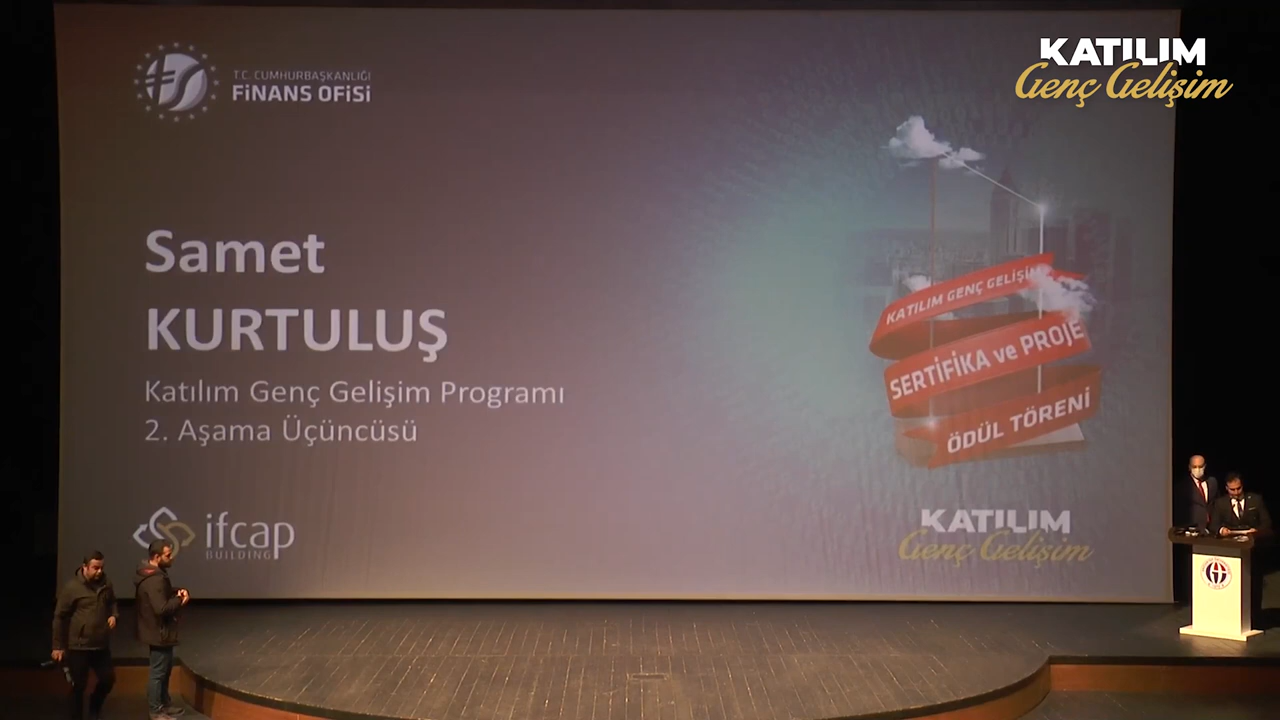 T.C. CUMHURBAŞKANLIĞI
FİNANS OFİSİ
KATILIM
Genç Gelişim
Samet
KURTULUŞ
Katılım Genç Gelişim Programı
2. Aşama Üçüncüsü
KATILIM GENÇ GELİŞİM
SERTİFİKA ve PROJE
ÖDÜL TÖRENİ
ifcap
BUILDING
KATILIM
Genç Gelişim